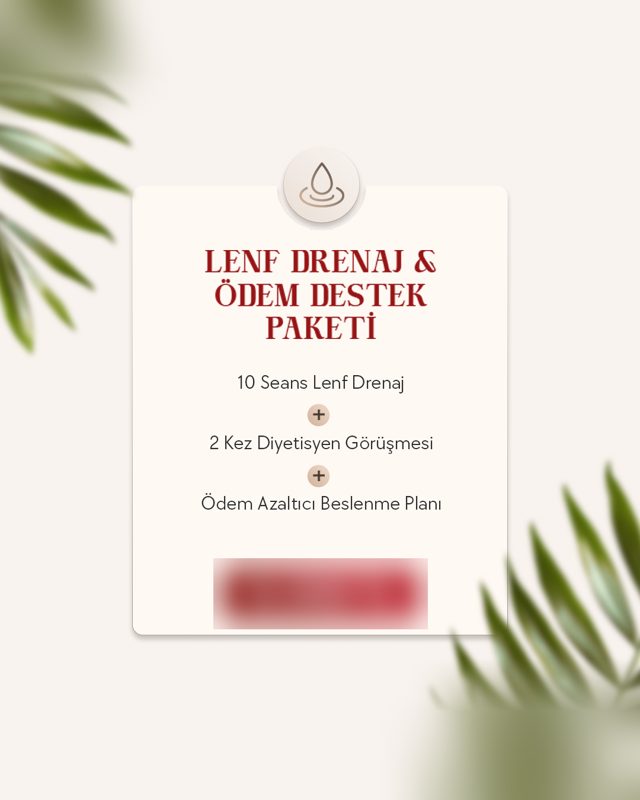 LENF DRENAJ &
ÖDEM DESTEK
PAKETİ
10 Seans Lenf Drenaj
+
2 Kez Diyetisyen Görüşmesi
+
Ödem Azaltıcı Beslenme Planı